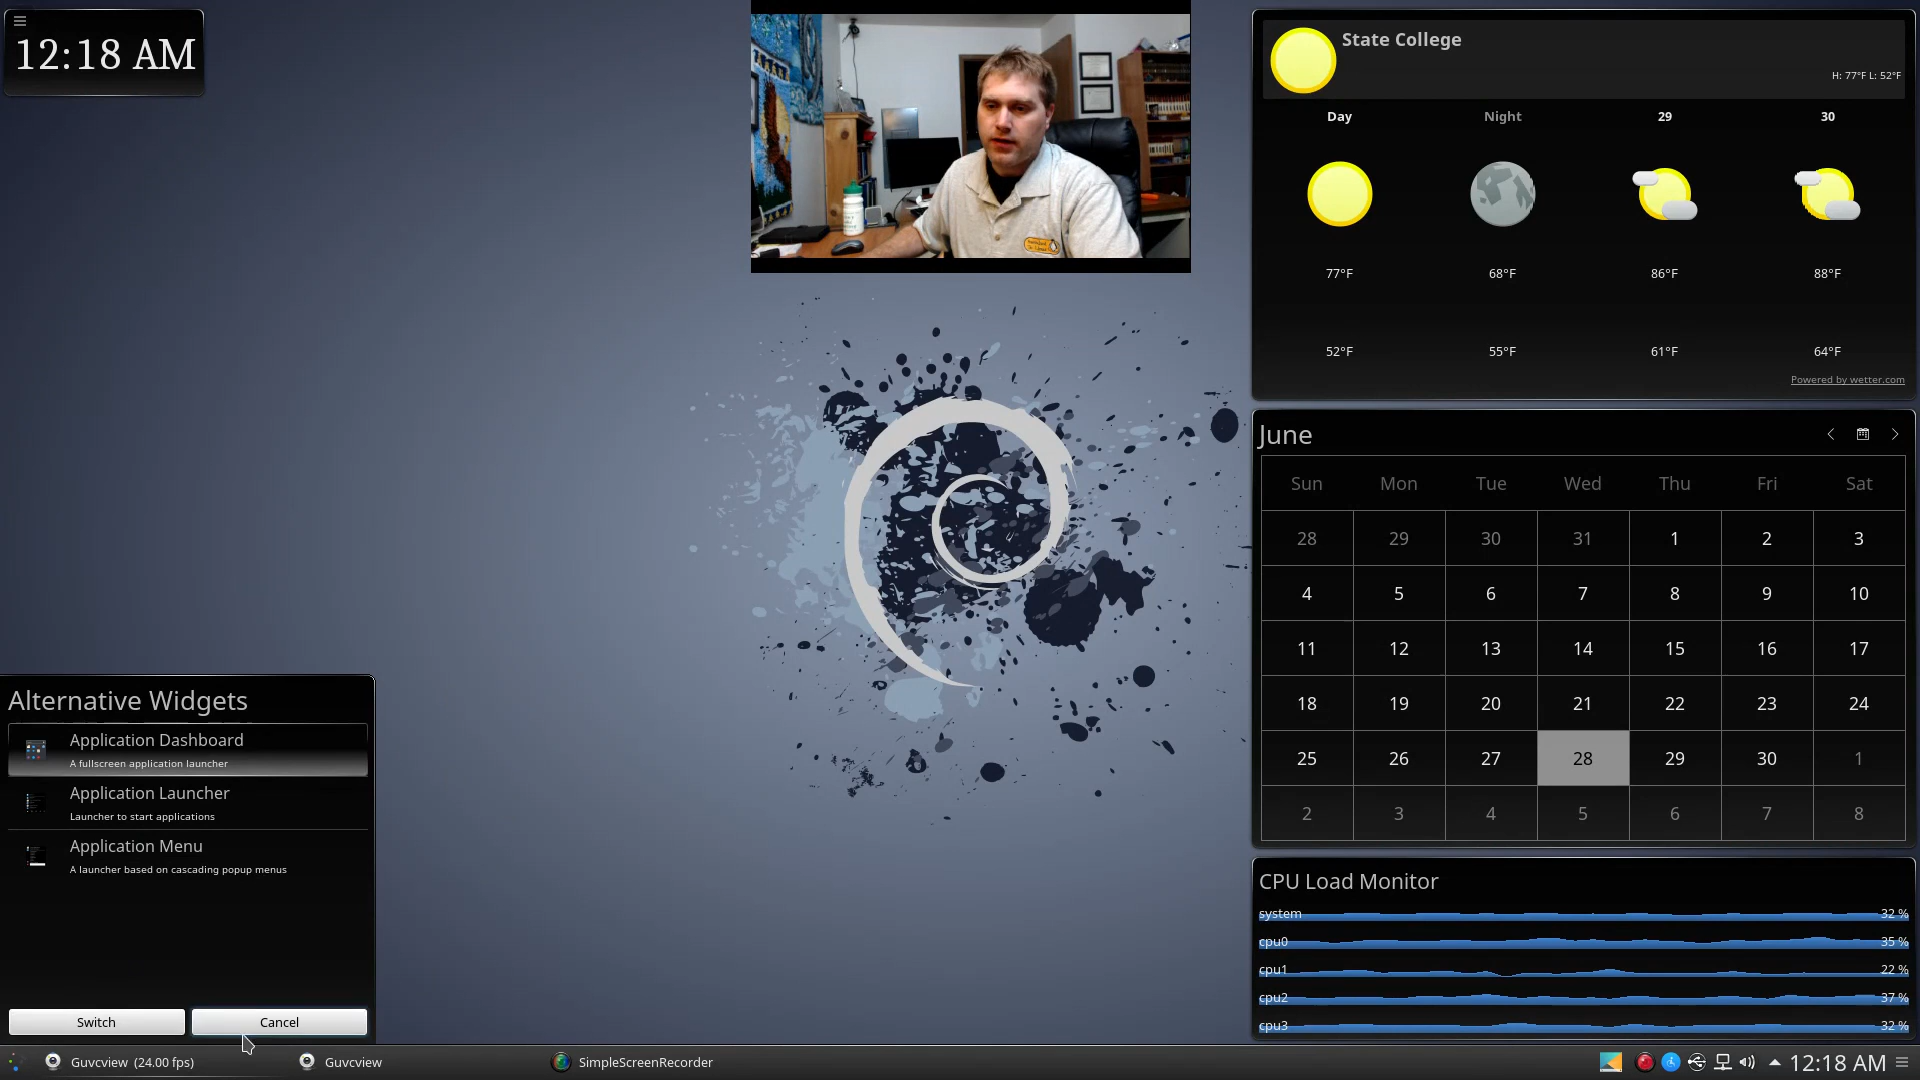 12:18 AM
State College
H: 77°F L: 52°F
Day Night 29 30
77°F 68°F 86°F 88°F
52°F 55°F 61°F 64°F
Powered by wetter.com
June
Sun Mon Tue Wed Thu Fri Sat
28 29 30 31 1 2 3
4 5 6 7 8 9 10
11 12 13 14 15 16 17
18 19 20 21 22 23 24
25 26 27 28 29 30 1
2 3 4 5 6 7 8
CPU Load Monitor
system 32 %
cpu0 35 %
cpu1 22 %
cpu2 37 %
cpu3 32 %
Alternative Widgets
Application Dashboard
A fullscreen application launcher
Application Launcher
Launcher to start applications
Application Menu
A launcher based on cascading popup menus
Switch Cancel
Guvcview (24.00 fps) Guvcview SimpleScreenRecorder 12:18 AM